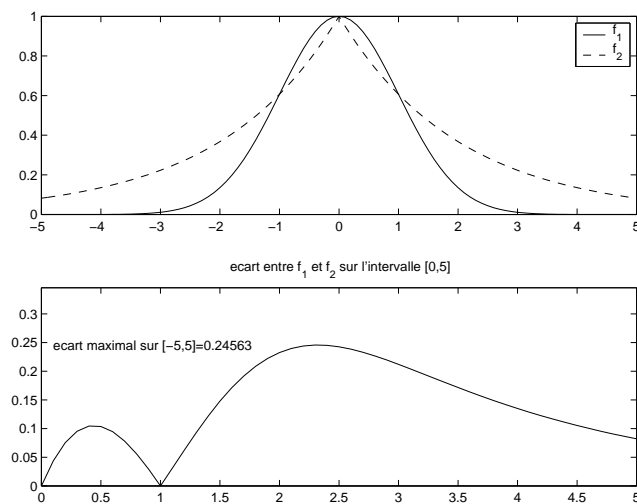 1
0.8
0.6
0.4
0.2
0
−5 −4 −3 −2 −1 0 1 2 3 4 5
f1
f2
ecart entre f1 et f2 sur l'intervalle [0,5]
0.3
0.25
0.2
0.15
0.1
0.05
0
ecart maximal sur [−5,5]=0.24563
0 0.5 1 1.5 2 2.5 3 3.5 4 4.5 5